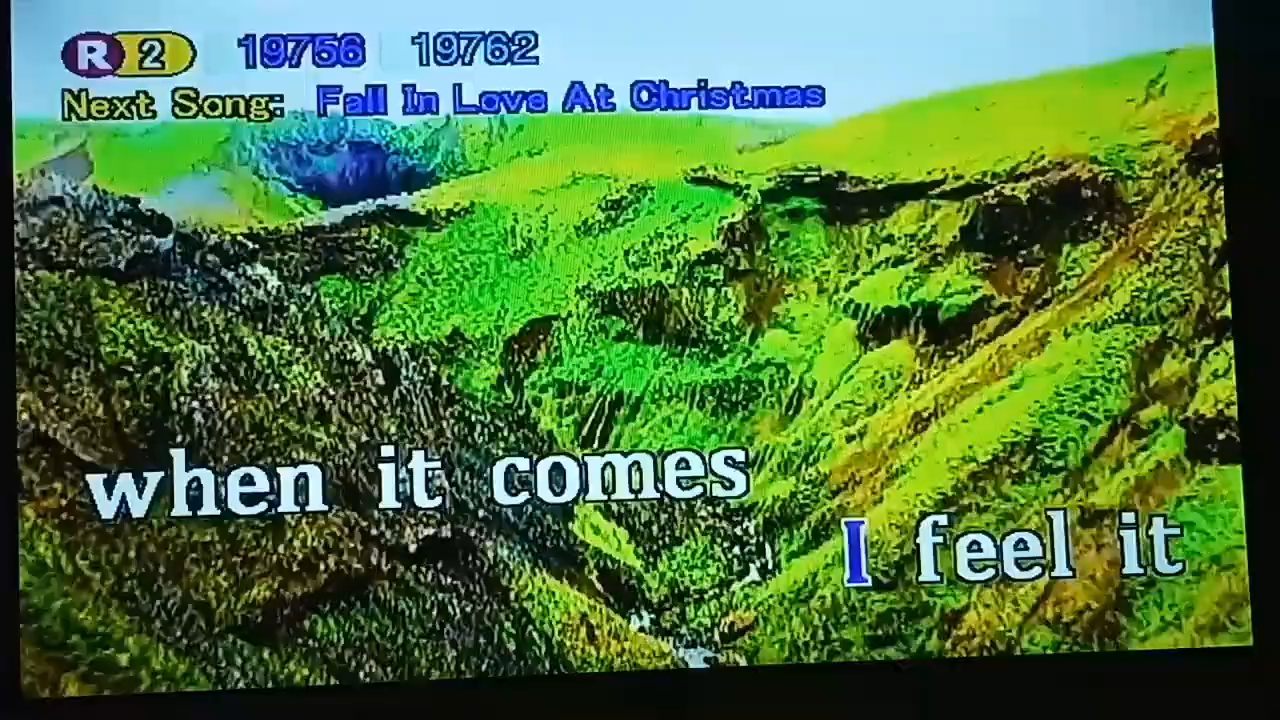 R 2 19756 19762
Next Song: Fall In Love At Christmas
when it comes
I feel it